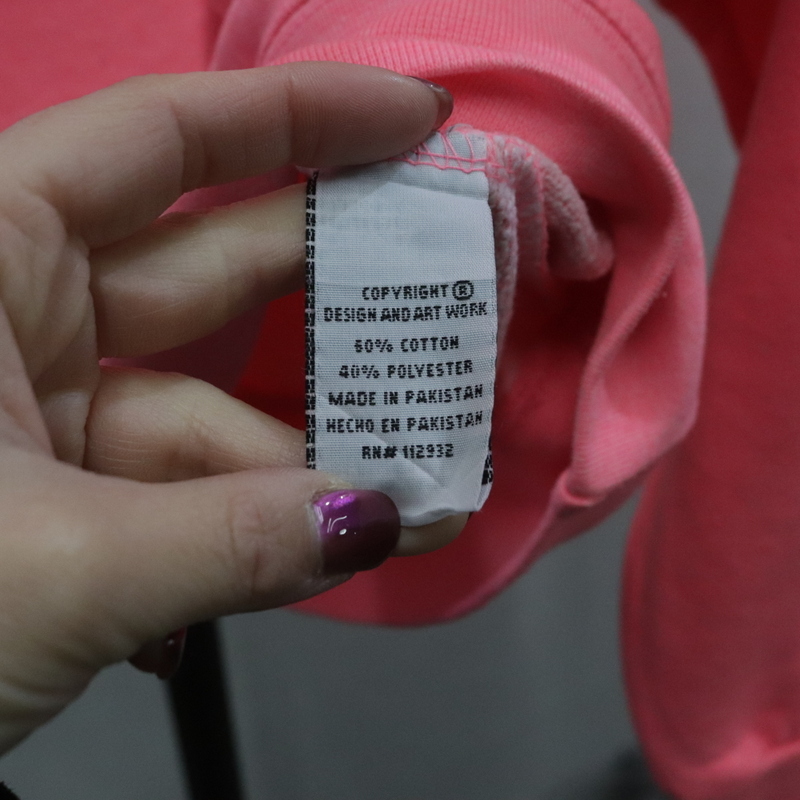 COPYRIGHT ®
DESIGN AND ART WORK
60% COTTON
40% POLYESTER
MADE IN PAKISTAN
HECHO EN PAKISTAN
RN# 112932